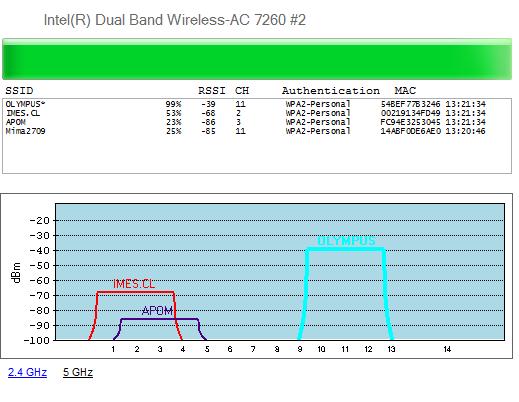 Intel(R) Dual Band Wireless-AC 7260 #2
SSID RSSI CH Authentication MAC
OLYMPUS* 99% -39 11 WPA2-Personal 54BEF77B3246 13:21:34
IMES.CL 53% -68 2 WPA2-Personal 00219134FD49 13:21:34
APOM 23% -86 3 WPA2-Personal FC94E3253045 13:21:34
Mima2709 25% -85 11 WPA2-Personal 14ABF0DE6AE0 13:20:46
-20
-30
OLYMPUS
-40
-50
dBm
-60
iMES.CL
-70
-80
APOM
-90
-100
1 2 3 4 5 6 7 8 9 10 11 12 13 14
2.4 GHz 5 GHz